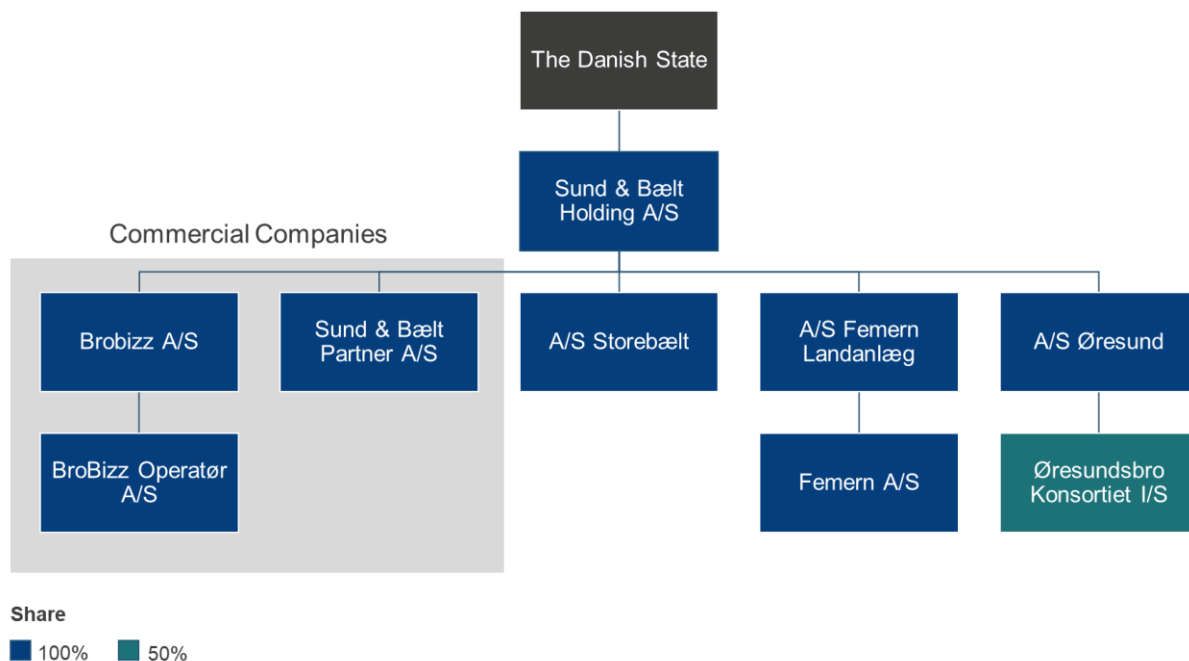 The Danish State
Sund & Bælt
Holding A/S
Commercial Companies
Brobizz A/S
Sund & Bælt
Partner A/S
A/S Storebælt
A/S Femern
Landanlæg
A/S Øresund
BroBizz Operatør
A/S
Femern A/S
Øresundsbro
Konsortiet I/S
Share
100%
50%